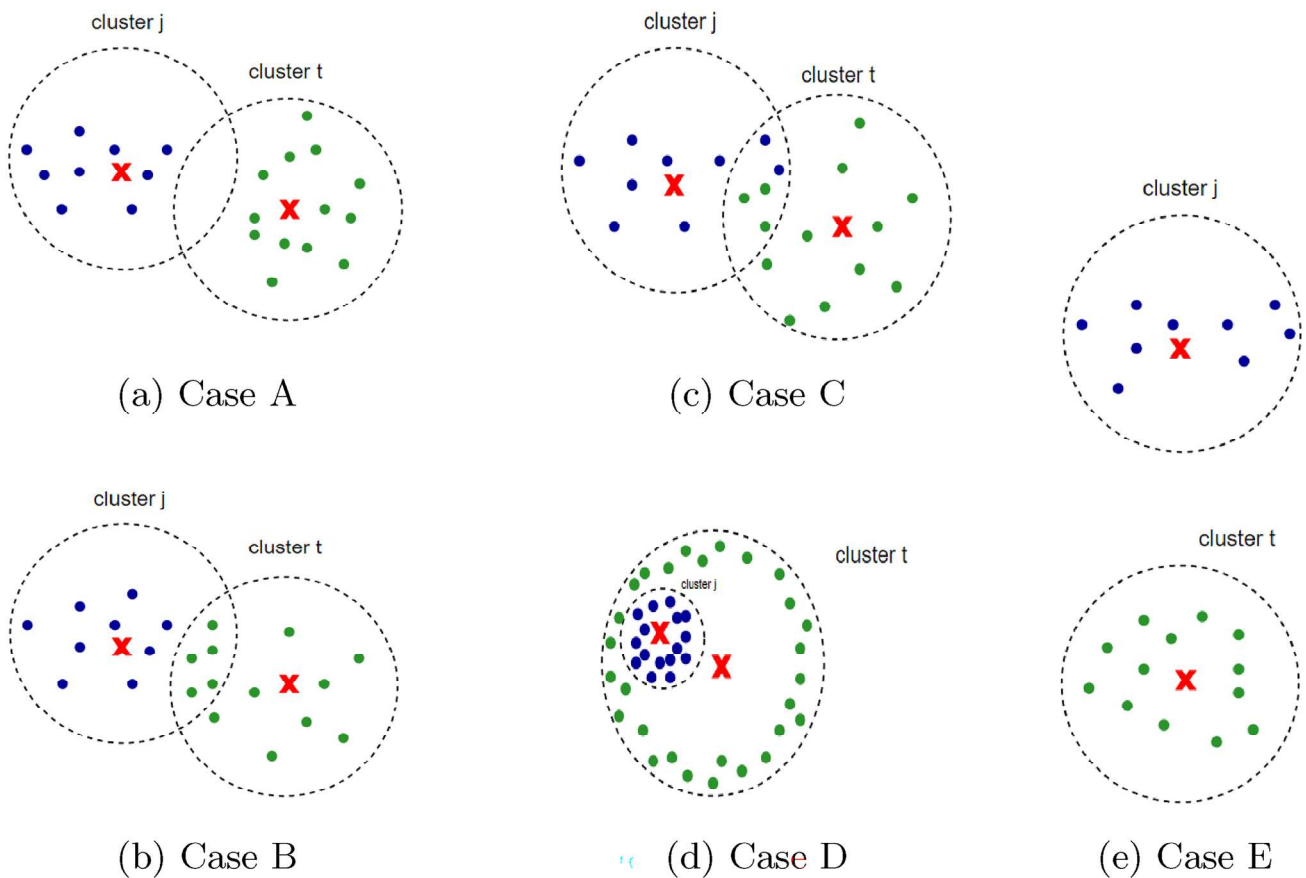 cluster j
cluster t
(a) Case A
cluster j
cluster t
(b) Case B
cluster j
cluster t
(c) Case C
cluster t
cluster j
(d) Case D
cluster j
cluster t
(e) Case E